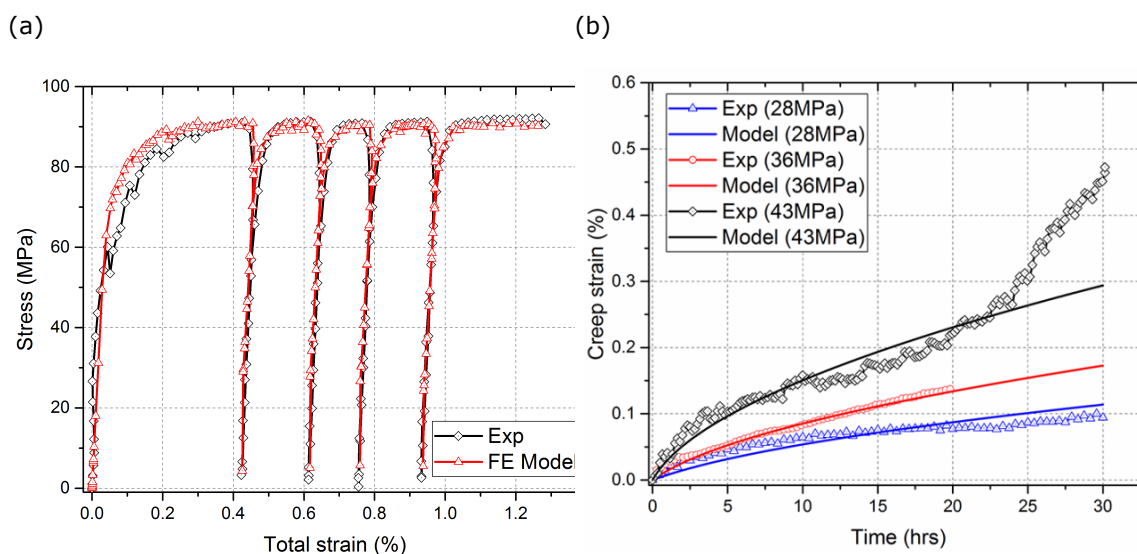 (a)
(b)
100
80
60
40
20
0
Stress (MPa)
0.0 0.2 0.4 0.6 0.8 1.0 1.2
Total strain (%)
Exp
FE Model
0.6
0.5
0.4
0.3
0.2
0.1
0.0
Creep strain (%)
Exp (28MPa)
Model (28MPa)
Exp (36MPa)
Model (36MPa)
Exp (43MPa)
Model (43MPa)
0 5 10 15 20 25 30
Time (hrs)